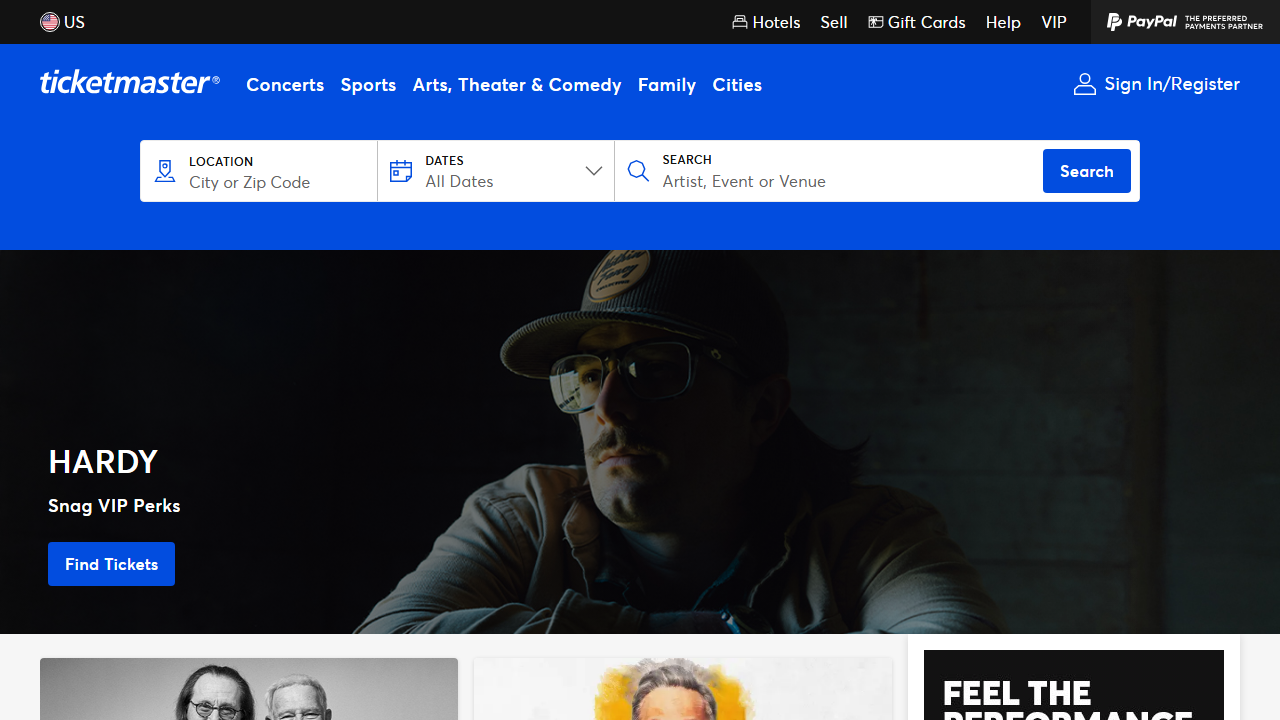 US
Hotels
Sell
Gift Cards
Help
VIP
PayPal
THE PREFERRED
PAYMENTS PARTNER
ticketmaster®
Concerts
Sports
Arts, Theater & Comedy
Family
Cities
Sign In/Register
LOCATION
City or Zip Code
DATES
All Dates
SEARCH
Artist, Event or Venue
Search
HARDY
Snag VIP Perks
Find Tickets
FEEL THE
PERFORMANCE